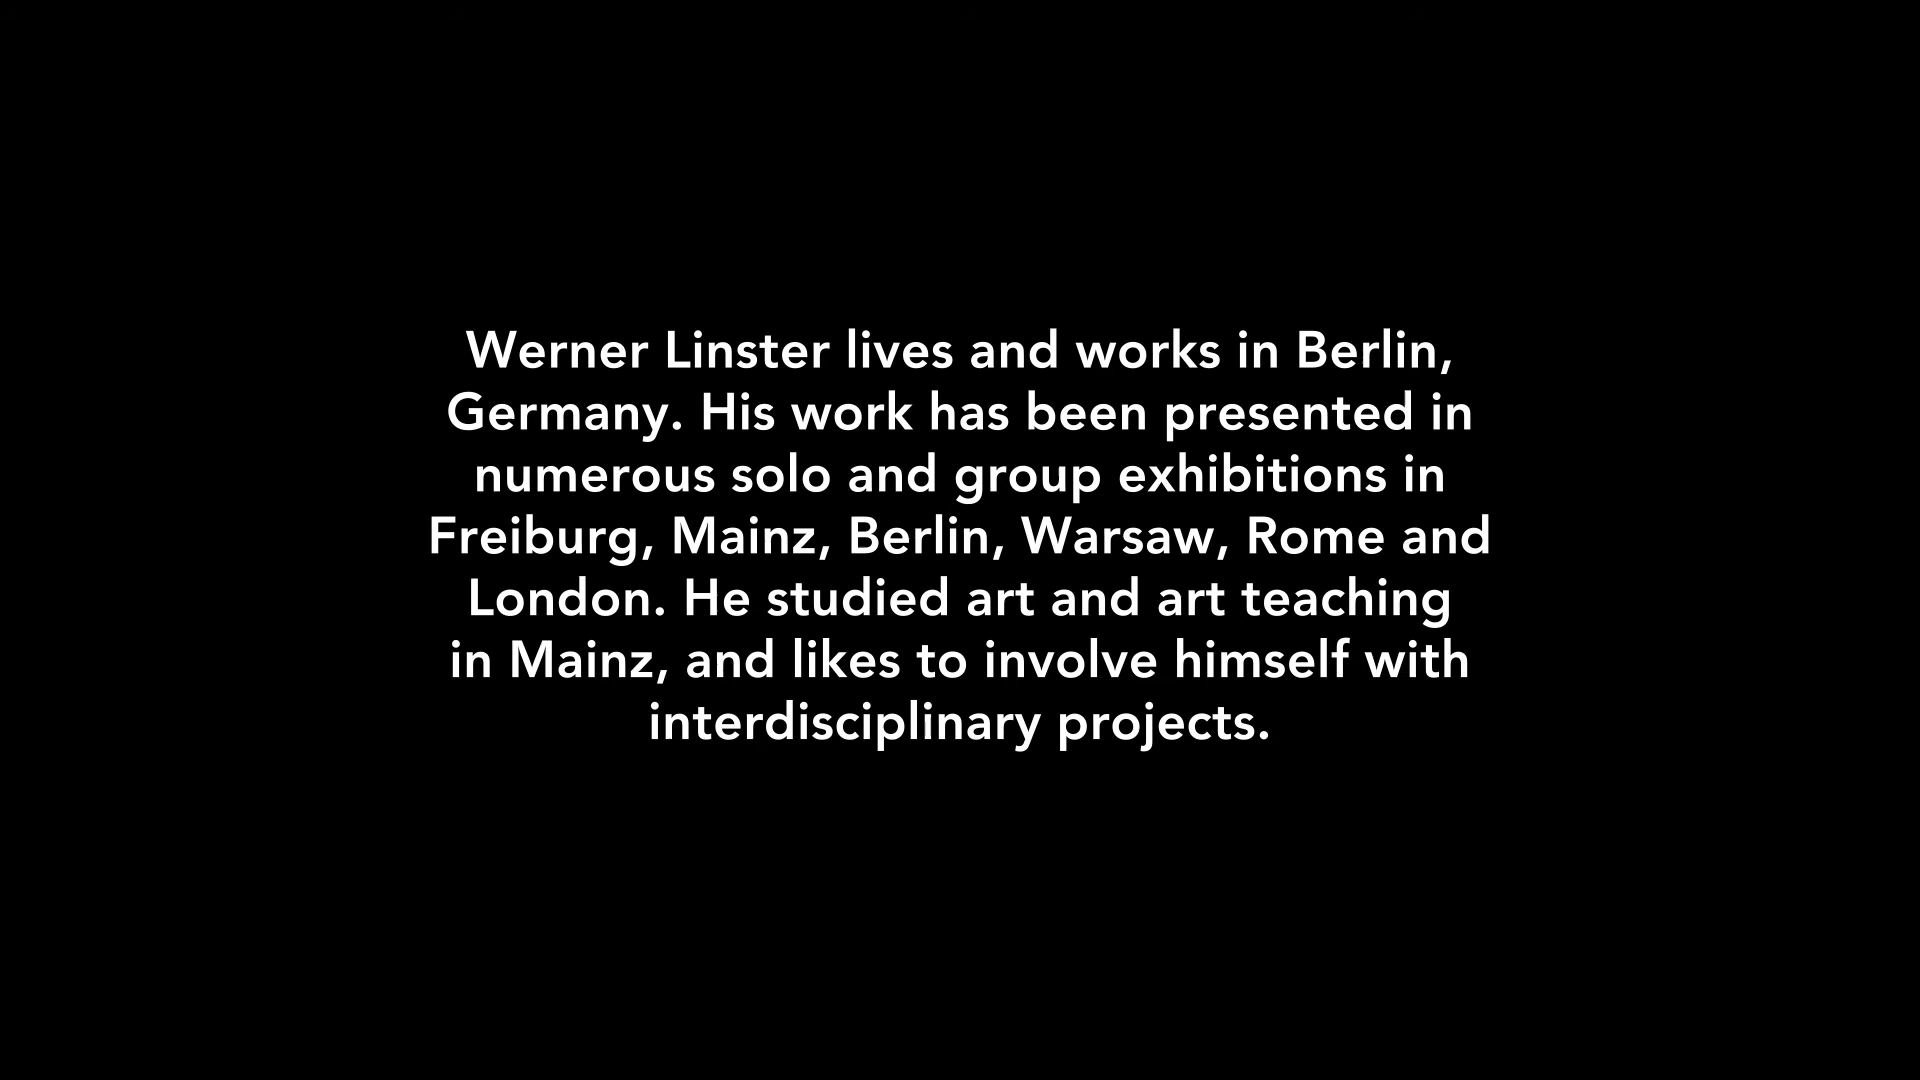 Werner Linster lives and works in Berlin,
Germany. His work has been presented in
numerous solo and group exhibitions in
Freiburg, Mainz, Berlin, Warsaw, Rome and
London. He studied art and art teaching
in Mainz, and likes to involve himself with
interdisciplinary projects.